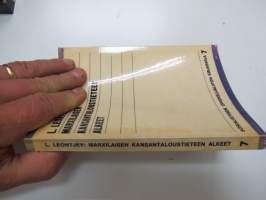 L. LEONTJEV
MARXILAISEN
KANSANTALOUSTIETEEN
ALKEET
L. LEONTJEV: MARXILAISEN KANSANTALOUSTIETEEN ALKEET 7
7